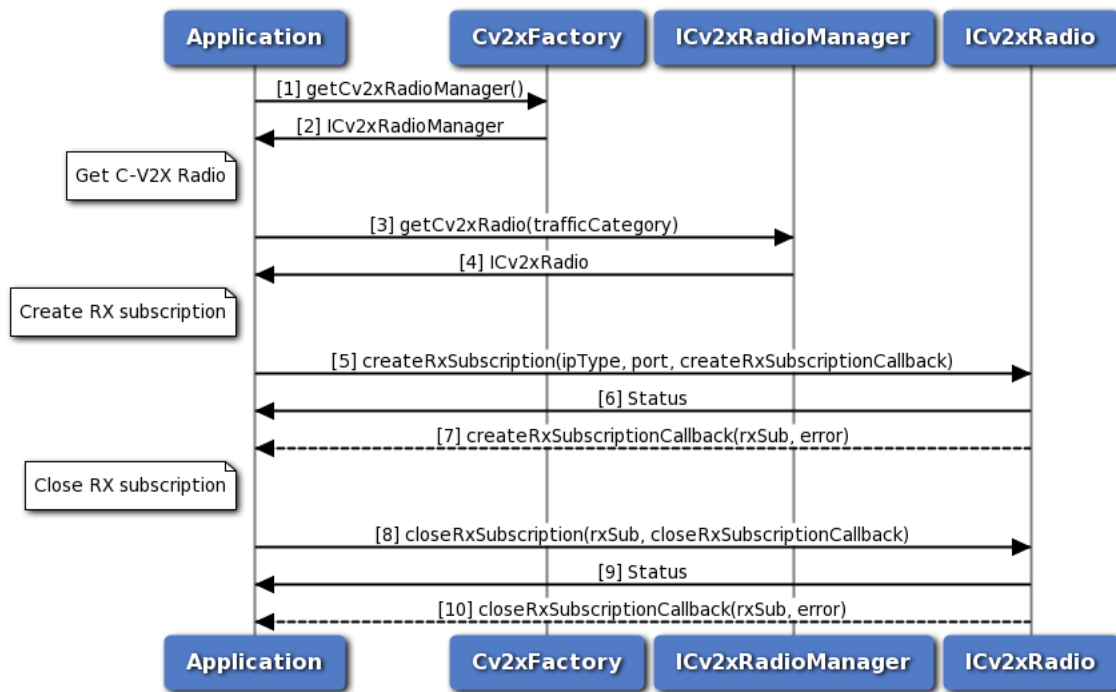 Application Cv2xFactory ICv2xRadioManager ICv2xRadio
[1] getCv2xRadioManager()
[2] ICv2xRadioManager
Get C-V2X Radio
[3] getCv2xRadio(trafficCategory)
[4] ICv2xRadio
Create RX subscription
[5] createRxSubscription(ipType, port, createRxSubscriptionCallback)
[6] Status
[7] createRxSubscriptionCallback(rxSub, error)
Close RX subscription
[8] closeRxSubscription(rxSub, closeRxSubscriptionCallback)
[9] Status
[10] closeRxSubscriptionCallback(rxSub, error)
Application Cv2xFactory ICv2xRadioManager ICv2xRadio